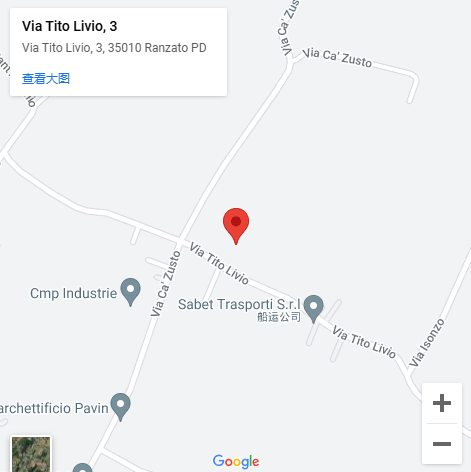 Via Tito Livio, 3
Via Tito Livio, 3, 35010 Ranzato PD
查看大图
Via Ca' Zusto
Via Ca' Zusto
Via Tito Livio
Via Ca' Zusto
Cmp Industrie
Sabet Trasporti S.r.l
船运公司
Via Tito Livio
Via Isonzo
archettificio Pavin
Google